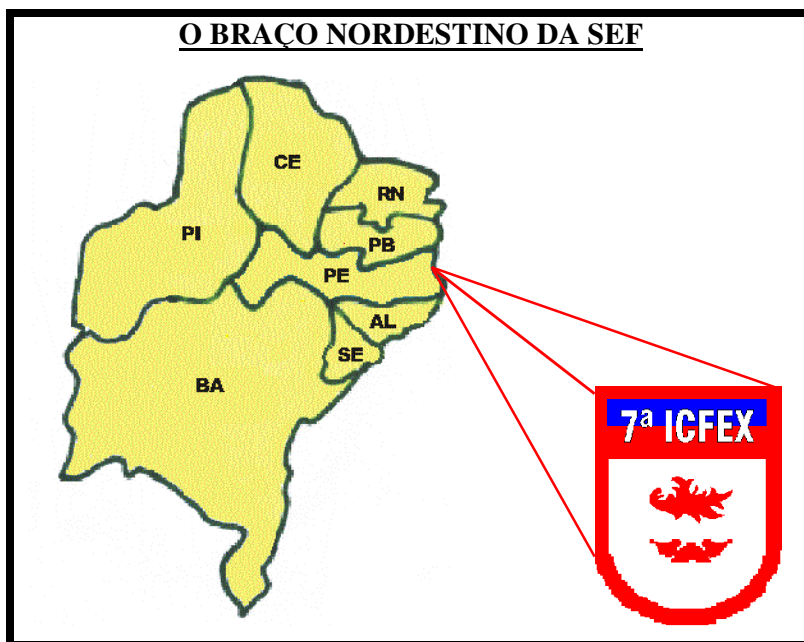 O BRAÇO NORDESTINO DA SEF
CE
RN
PI
PB
PE
AL
SE
BA
7ª ICFEX